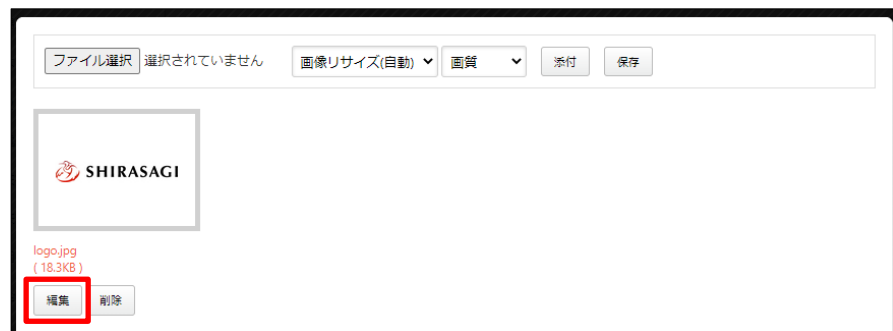 ファイル選択 選択されていません 画像リサイズ(自動) 画質 添付 保存
SHIRASAGI
logo.jpg
( 18.3KB )
編集 削除